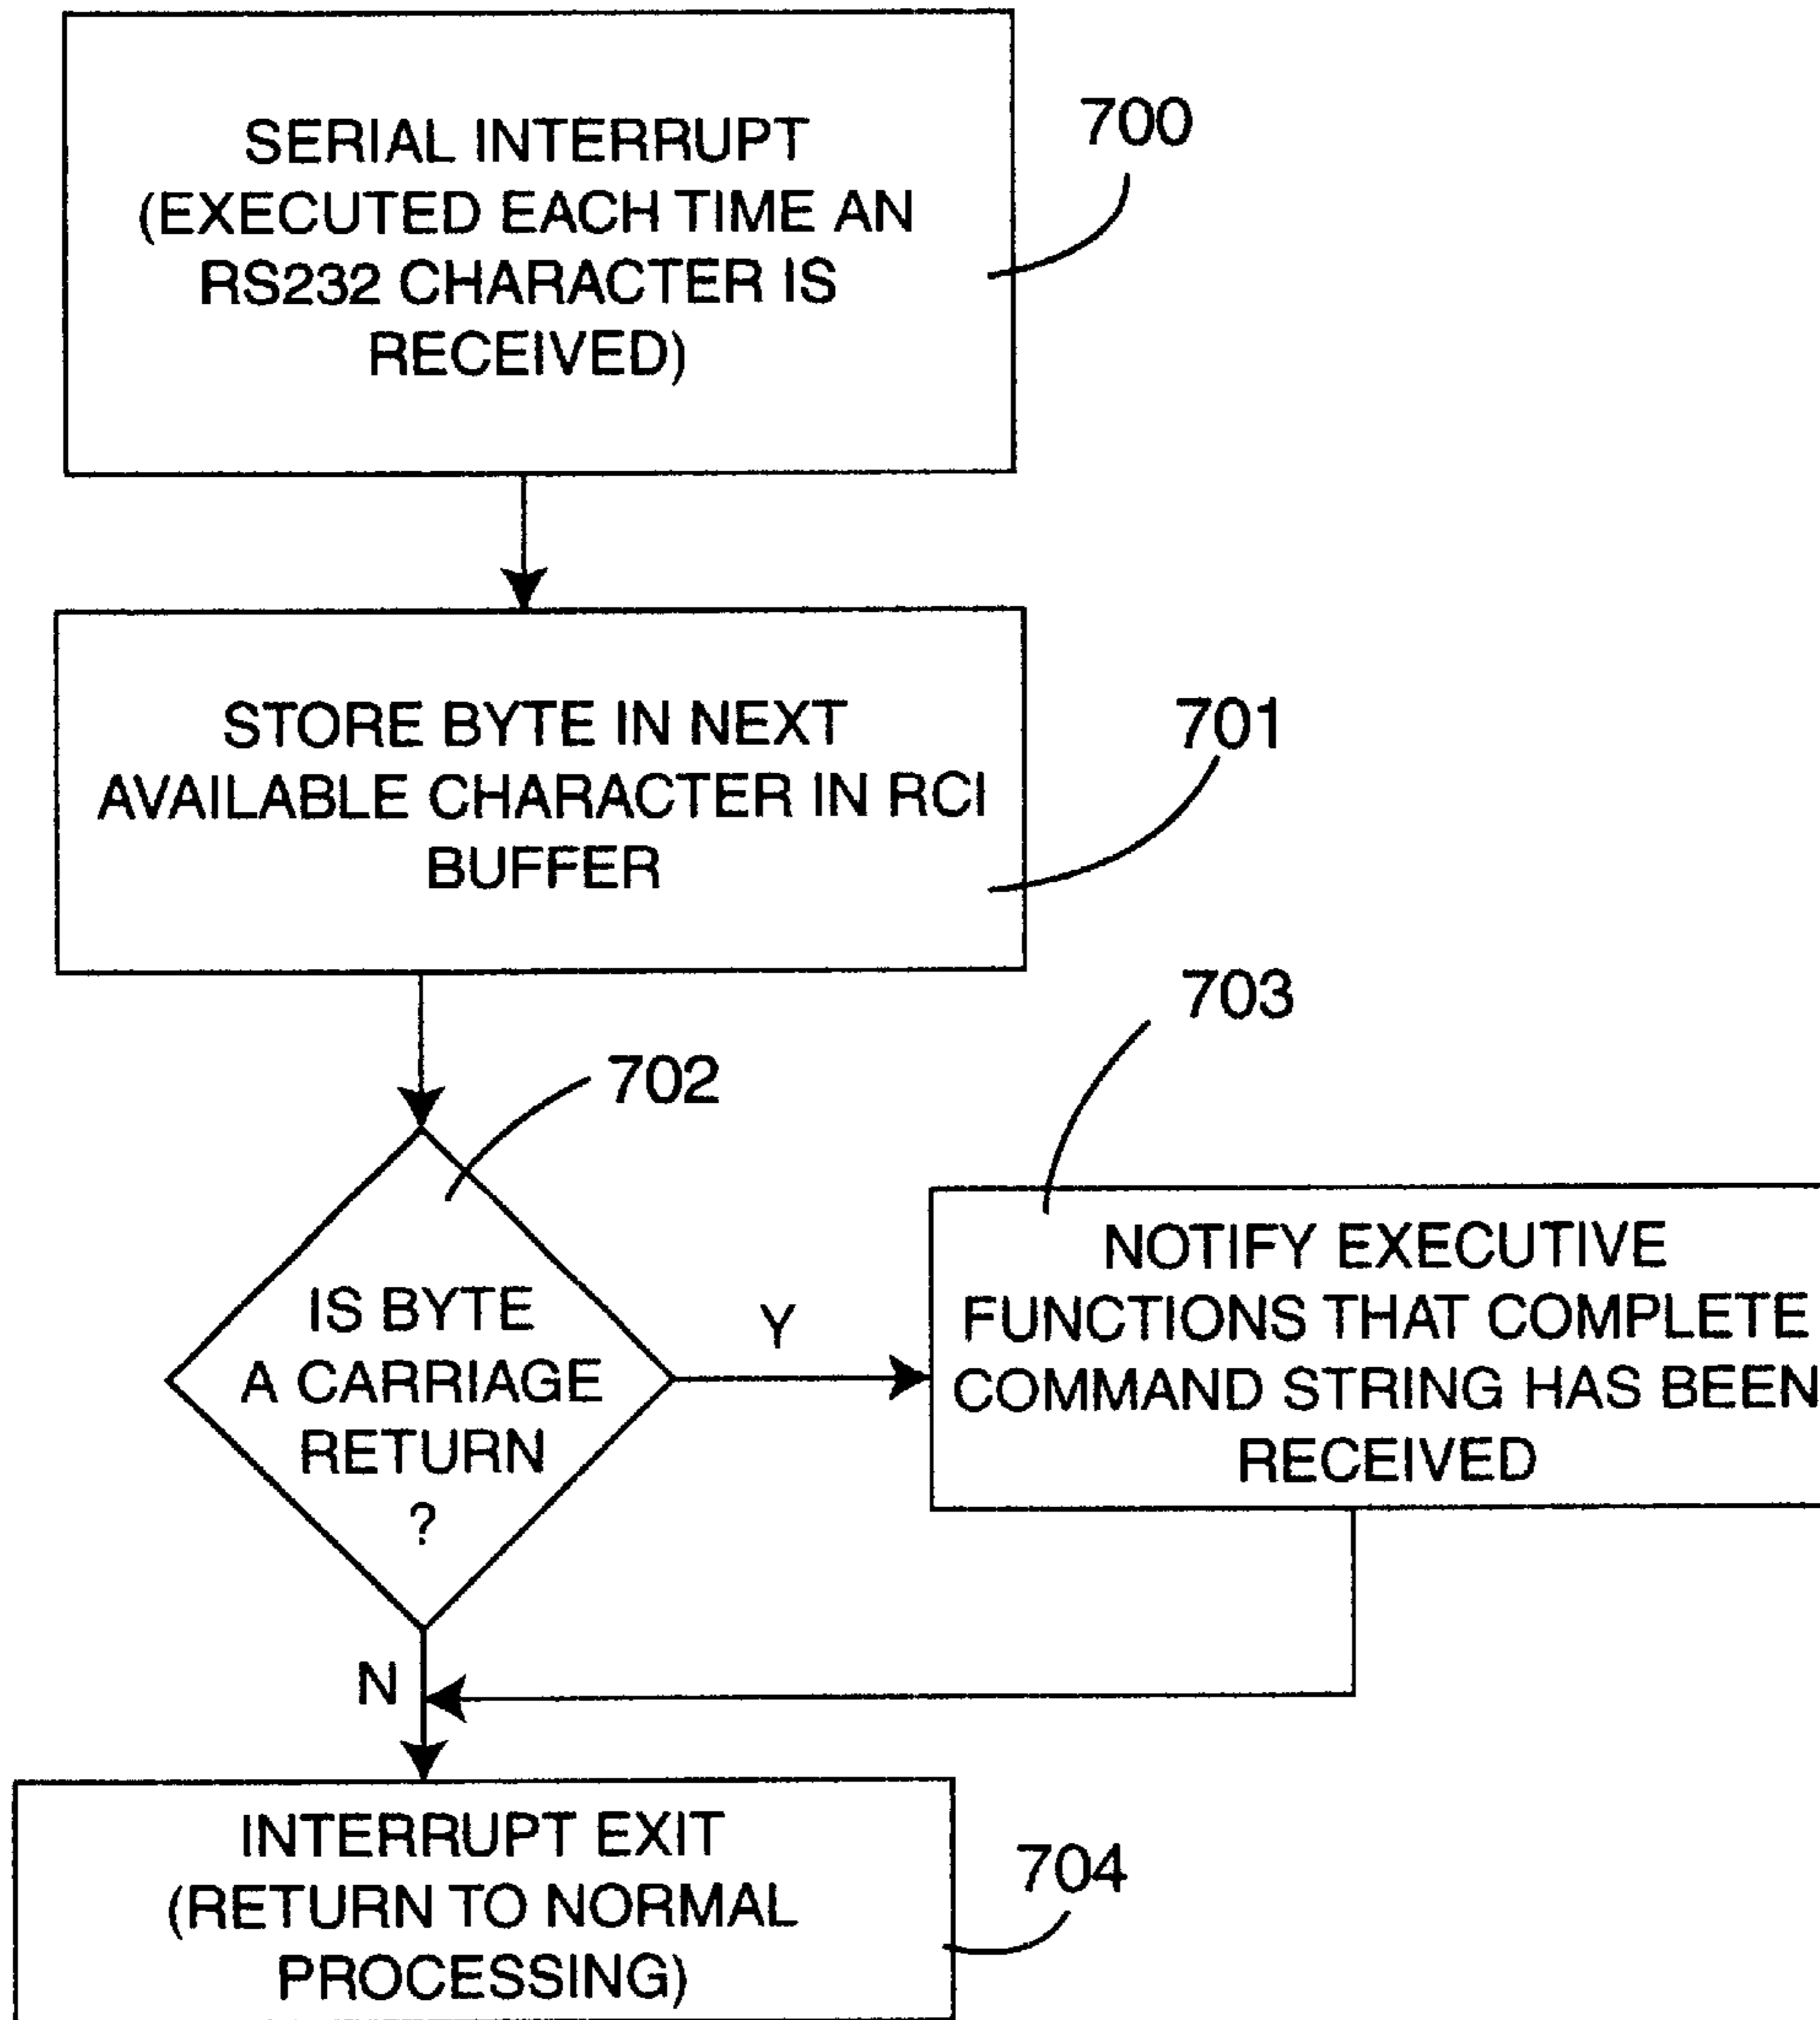 SERIAL INTERRUPT
(EXECUTED EACH TIME AN
RS232 CHARACTER IS
RECEIVED)
700
STORE BYTE IN NEXT
AVAILABLE CHARACTER IN RCI
BUFFER
701
702
IS BYTE
A CARRIAGE
RETURN
?
Y
N
703
NOTIFY EXECUTIVE
FUNCTIONS THAT COMPLETE
COMMAND STRING HAS BEEN
RECEIVED
INTERRUPT EXIT
(RETURN TO NORMAL
PROCESSING)
704